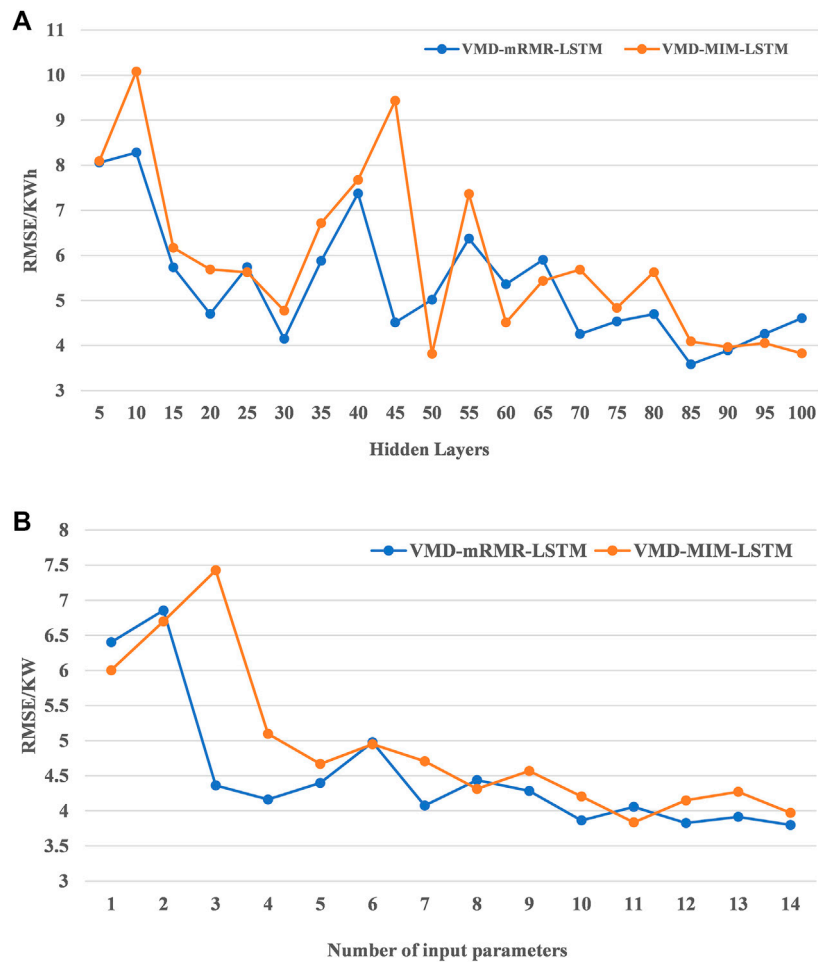 A
11
VMD-mRMR-LSTM VMD-MIM-LSTM
10
9
8
7
6
5
4
3
RMSE/KWh
5 10 15 20 25 30 35 40 45 50 55 60 65 70 75 80 85 90 95 100
Hidden Layers
B
8
VMD-mRMR-LSTM VMD-MIM-LSTM
7.5
7
6.5
6
5.5
5
4.5
4
3.5
3
RMSE/KW
1 2 3 4 5 6 7 8 9 10 11 12 13 14
Number of input parameters